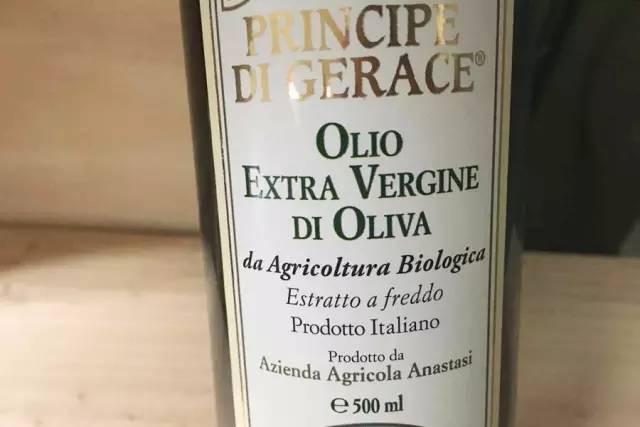 PRINCIPE
DI GERACE®
OLIO
EXTRA VERGINE
DI OLIVA
da Agricoltura Biologica
Estratto a freddo
Prodotto Italiano
Prodotto da
Azienda Agricola Anastasi
℮ 500 ml